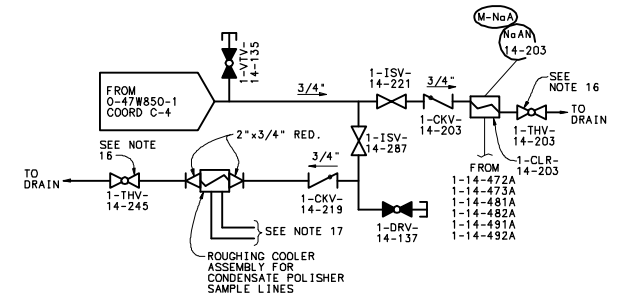 M-NaA
NaAN
14-203
1-VTV-
14-135
FROM
0-47W850-1
COORD C-4
3/4"
1-ISV-
14-221
3/4"
1-CKV-
14-203
SEE
NOTE 16
TO
DRAIN
1-THV-
14-203
1-CLR-
14-203
FROM
1-14-472A
1-14-473A
1-14-481A
1-14-482A
1-14-491A
1-14-492A
1-ISV-
14-287
SEE NOTE
16
2"x3/4" RED.
3/4"
TO
DRAIN
1-THV-
14-245
1-CKV-
14-219
1-DRV-
14-137
SEE NOTE 17
ROUGHING COOLER
ASSEMBLY FOR
CONDENSATE POLISHER
SAMPLE LINES